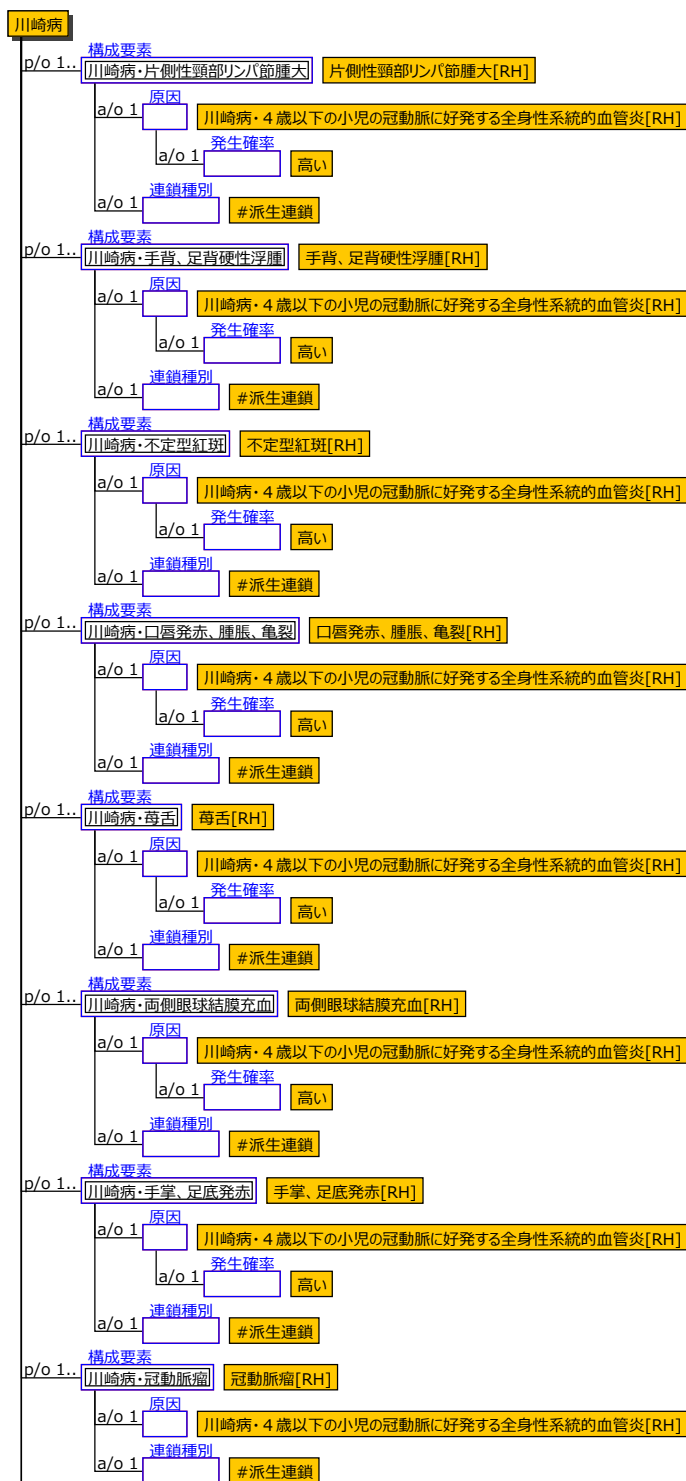 川崎病
構成要素
p/o 1.. 川崎病・片側性頸部リンパ節腫大 片側性頸部リンパ節腫大[RH]
原因
a/o 1 川崎病・４歳以下の小児の冠動脈に好発する全身性系統的血管炎[RH]
発生確率
a/o 1 高い
連鎖種別
a/o 1 #派生連鎖
構成要素
p/o 1.. 川崎病・手背、足背硬性浮腫 手背、足背硬性浮腫[RH]
原因
a/o 1 川崎病・４歳以下の小児の冠動脈に好発する全身性系統的血管炎[RH]
発生確率
a/o 1 高い
連鎖種別
a/o 1 #派生連鎖
構成要素
p/o 1.. 川崎病・不定型紅斑 不定型紅斑[RH]
原因
a/o 1 川崎病・４歳以下の小児の冠動脈に好発する全身性系統的血管炎[RH]
発生確率
a/o 1 高い
連鎖種別
a/o 1 #派生連鎖
構成要素
p/o 1.. 川崎病・口唇発赤、腫脹、亀裂 口唇発赤、腫脹、亀裂[RH]
原因
a/o 1 川崎病・４歳以下の小児の冠動脈に好発する全身性系統的血管炎[RH]
発生確率
a/o 1 高い
連鎖種別
a/o 1 #派生連鎖
構成要素
p/o 1.. 川崎病・苺舌 苺舌[RH]
原因
a/o 1 川崎病・４歳以下の小児の冠動脈に好発する全身性系統的血管炎[RH]
発生確率
a/o 1 高い
連鎖種別
a/o 1 #派生連鎖
構成要素
p/o 1.. 川崎病・両側眼球結膜充血 両側眼球結膜充血[RH]
原因
a/o 1 川崎病・４歳以下の小児の冠動脈に好発する全身性系統的血管炎[RH]
発生確率
a/o 1 高い
連鎖種別
a/o 1 #派生連鎖
構成要素
p/o 1.. 川崎病・手掌、足底発赤 手掌、足底発赤[RH]
原因
a/o 1 川崎病・４歳以下の小児の冠動脈に好発する全身性系統的血管炎[RH]
発生確率
a/o 1 高い
連鎖種別
a/o 1 #派生連鎖
構成要素
p/o 1.. 川崎病・冠動脈瘤 冠動脈瘤[RH]
原因
a/o 1 川崎病・４歳以下の小児の冠動脈に好発する全身性系統的血管炎[RH]
連鎖種別
a/o 1 #派生連鎖